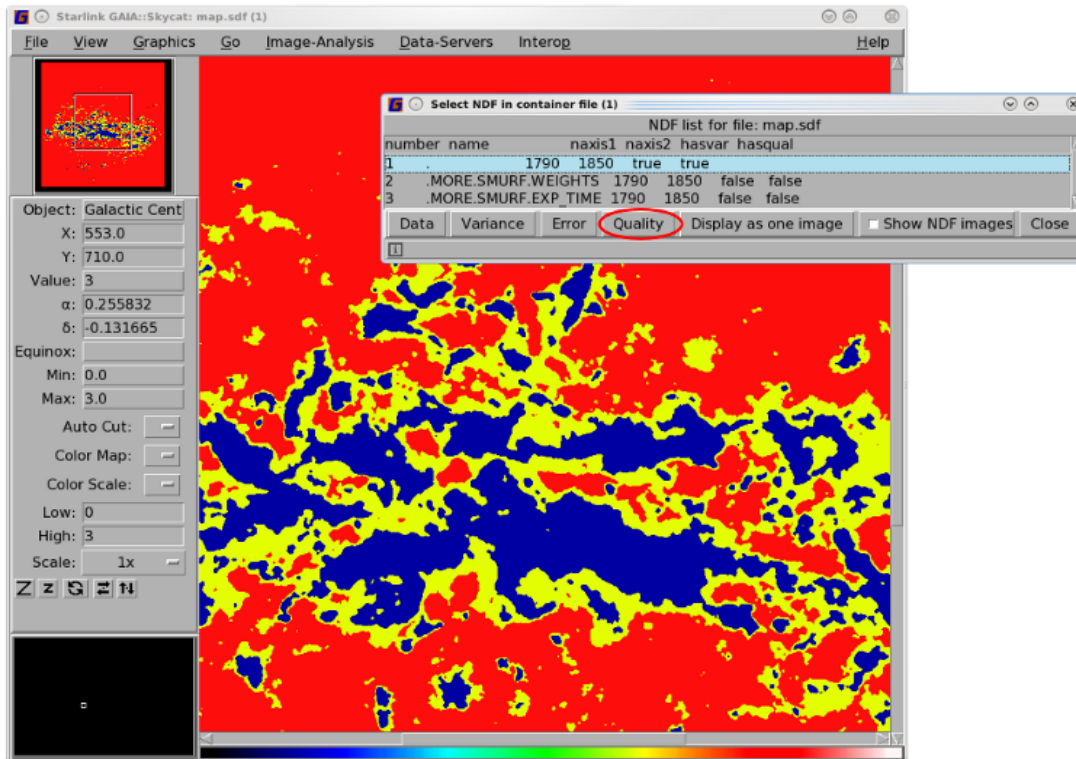 Starlink GAIA::Skycat: map.sdf (1)
File View Graphics Go Image-Analysis Data-Servers Interop Help
Select NDF in container file (1)
NDF list for file: map.sdf
number name naxis1 naxis2 hasvar hasqual
1 . 1790 1850 true true
2 .MORE.SMURF.WEIGHTS 1790 1850 false false
3 .MORE.SMURF.EXP_TIME 1790 1850 false false
Data Variance Error Quality Display as one image Show NDF images Close
Object: Galactic Cent
X: 553.0
Y: 710.0
Value: 3
α: 0.255832
δ: -0.131665
Equinox:
Min: 0.0
Max: 3.0
Auto Cut:
Color Map:
Color Scale:
Low: 0
High: 3
Scale: 1x
Z z